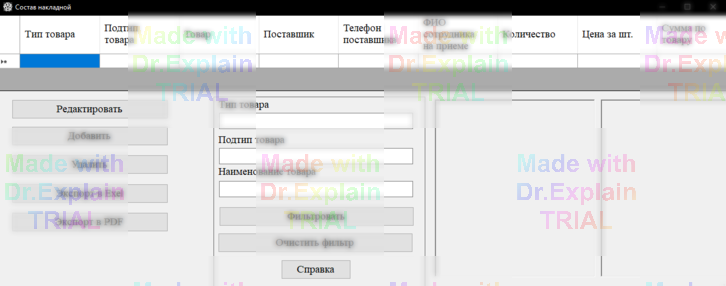 Состав накладной
Тип товара
Подтип товара
Товар
Поставщик
Телефон поставщика
ФИО сотрудника на приеме
Количество
Цена за шт.
Сумма по товару
Редактировать
Добавить
Удалить
Экспорт в Exel
Экспорт в PDF
Тип товара
Подтип товара
Наименование товара
Фильтровать
Очистить фильтр
Справка
Made with
Dr.Explain
TRIAL
Made with
Dr.Explain
TRIAL
Made with
Dr.Explain
TRIAL
Made with
Dr.Explain
TRIAL
Made with
Dr.Explain
TRIAL
Made with
Dr.Explain
TRIAL